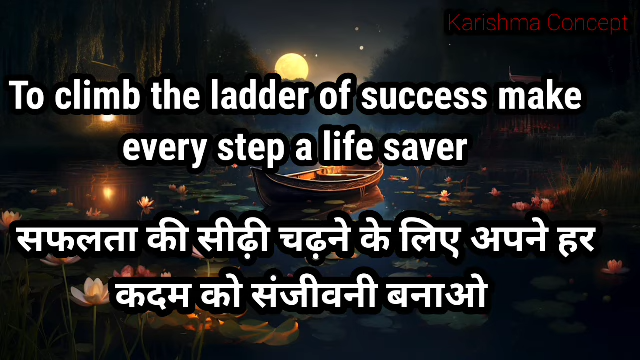 Karishma Concept
To climb the ladder of success make
every step a life saver
सफलता की सीढ़ी चढ़ने के लिए अपने हर
कदम को संजीवनी बनाओ